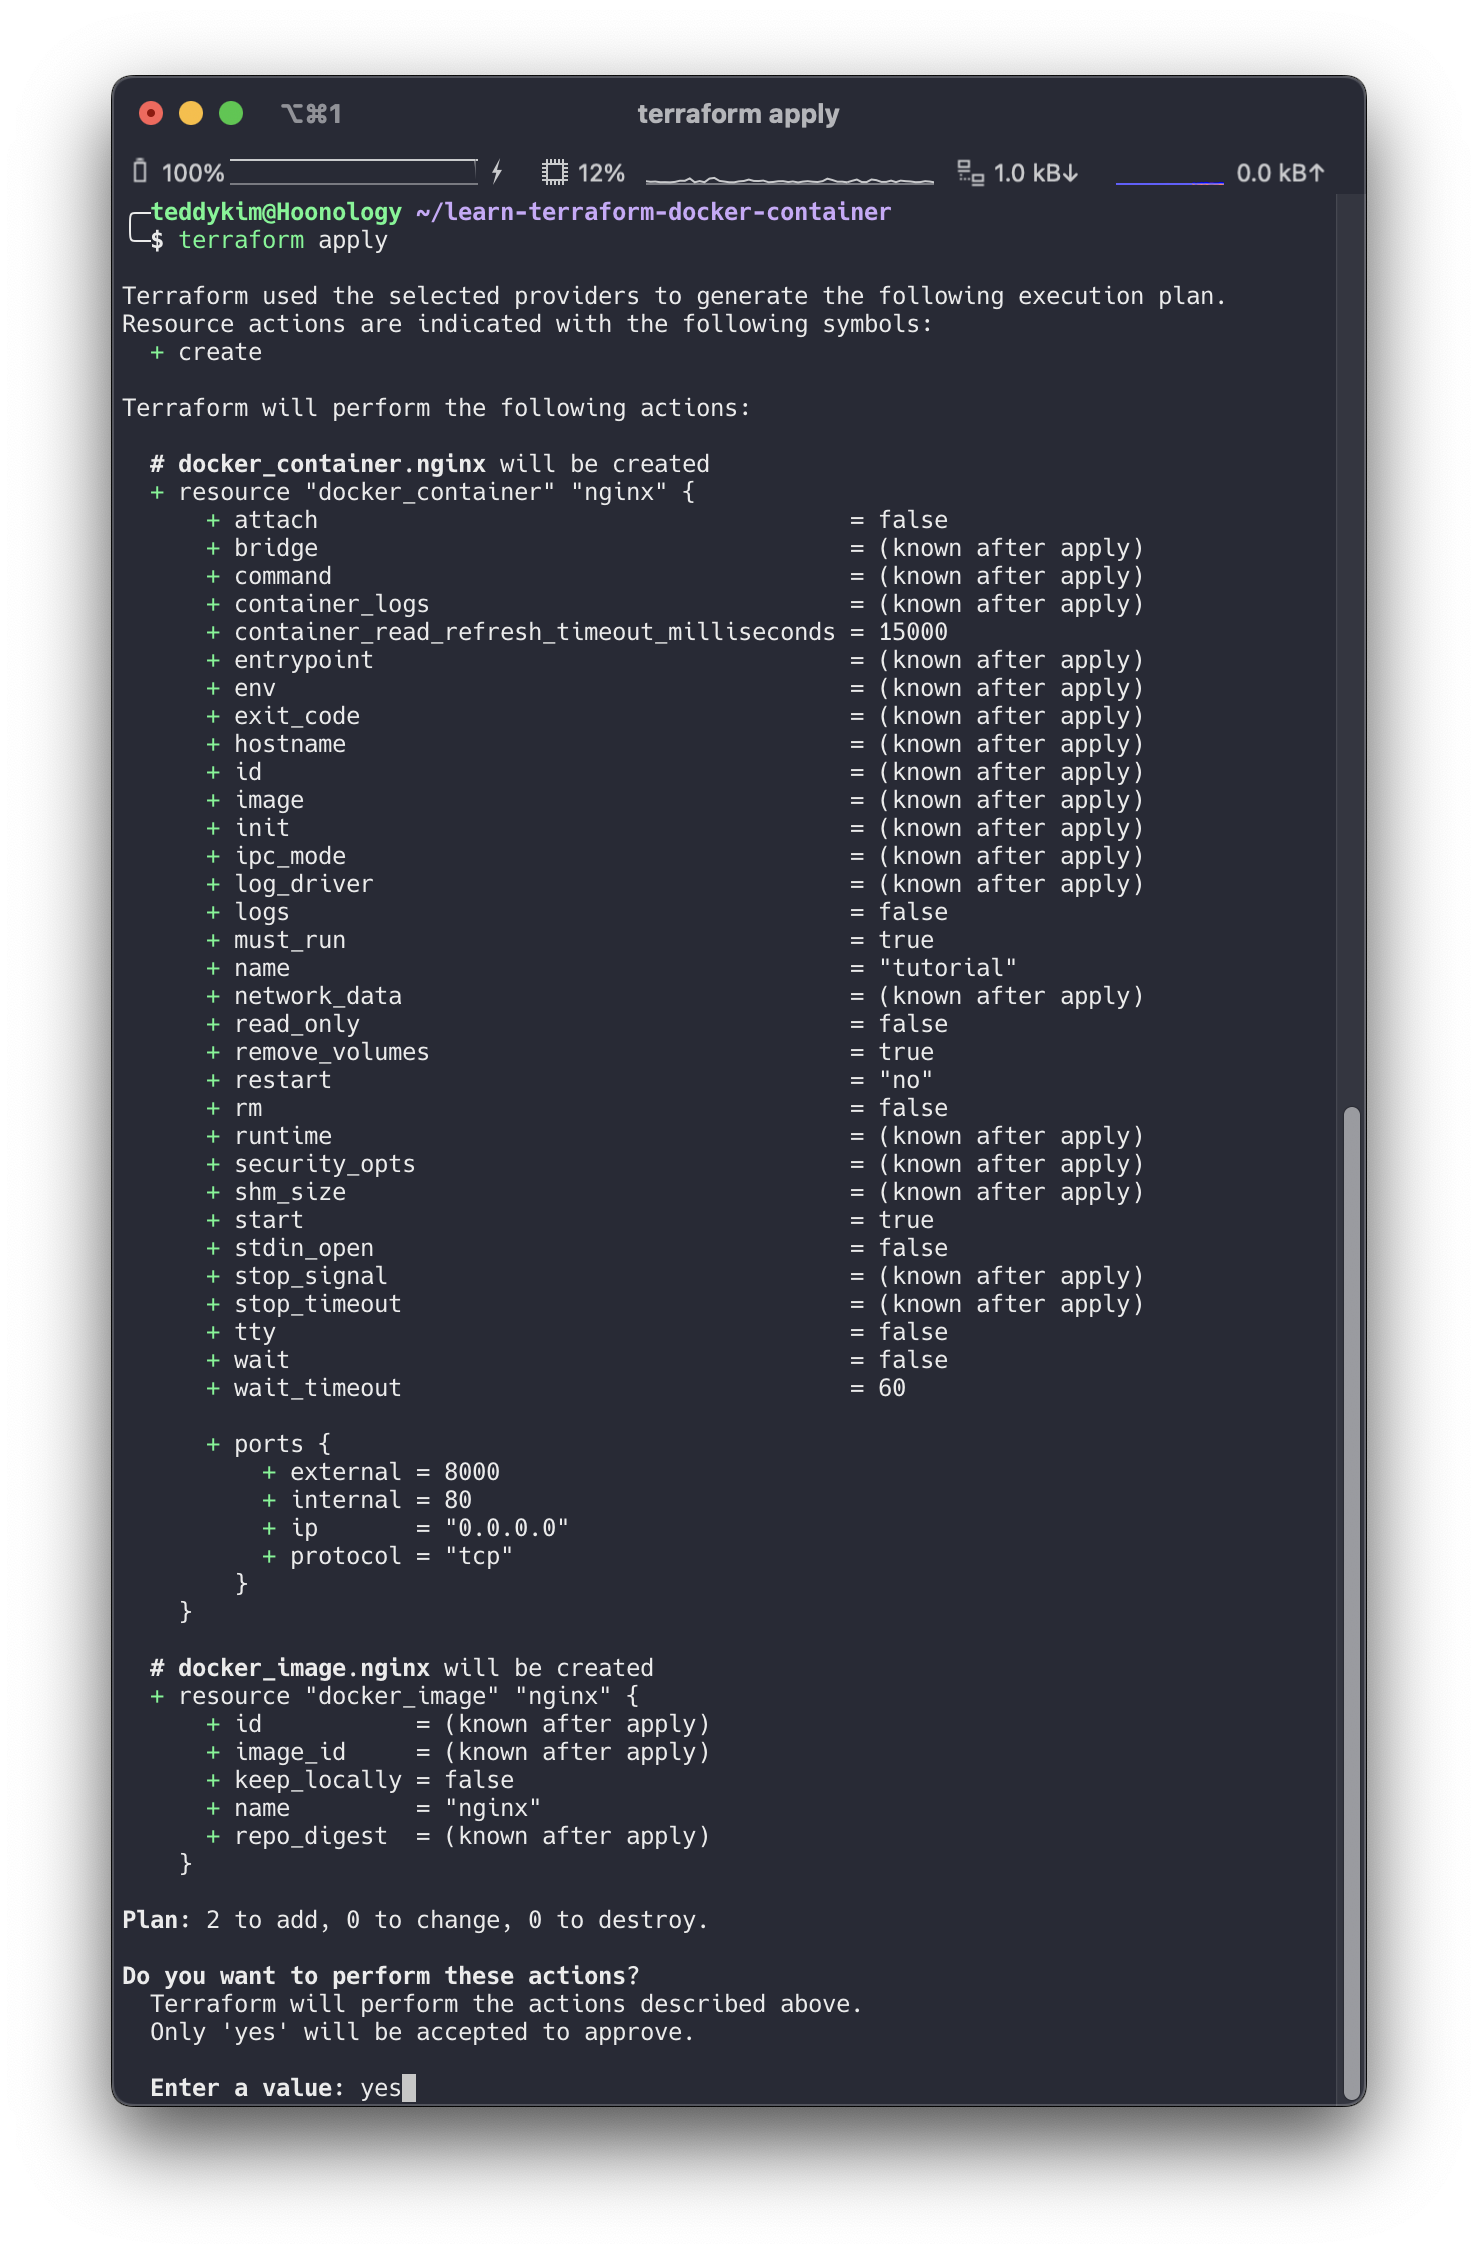 ⌥⌘1 terraform apply
100% 12% 1.0 kB↓ 0.0 kB↑
teddykim@Hoonology ~/learn-terraform-docker-container
$ terraform apply
Terraform used the selected providers to generate the following execution plan.
Resource actions are indicated with the following symbols:
  + create
Terraform will perform the following actions:
  # docker_container.nginx will be created
  + resource "docker_container" "nginx" {
      + attach                                      = false
      + bridge                                      = (known after apply)
      + command                                     = (known after apply)
      + container_logs                              = (known after apply)
      + container_read_refresh_timeout_milliseconds = 15000
      + entrypoint                                  = (known after apply)
      + env                                         = (known after apply)
      + exit_code                                   = (known after apply)
      + hostname                                    = (known after apply)
      + id                                          = (known after apply)
      + image                                       = (known after apply)
      + init                                        = (known after apply)
      + ipc_mode                                    = (known after apply)
      + log_driver                                  = (known after apply)
      + logs                                        = false
      + must_run                                    = true
      + name                                        = "tutorial"
      + network_data                                = (known after apply)
      + read_only                                   = false
      + remove_volumes                              = true
      + restart                                     = "no"
      + rm                                          = false
      + runtime                                     = (known after apply)
      + security_opts                               = (known after apply)
      + shm_size                                    = (known after apply)
      + start                                       = true
      + stdin_open                                  = false
      + stop_signal                                 = (known after apply)
      + stop_timeout                                = (known after apply)
      + tty                                         = false
      + wait                                        = false
      + wait_timeout                                = 60
      + ports {
          + external = 8000
          + internal = 80
          + ip       = "0.0.0.0"
          + protocol = "tcp"
        }
    }
  # docker_image.nginx will be created
  + resource "docker_image" "nginx" {
      + id           = (known after apply)
      + image_id     = (known after apply)
      + keep_locally = false
      + name         = "nginx"
      + repo_digest  = (known after apply)
    }
Plan: 2 to add, 0 to change, 0 to destroy.
Do you want to perform these actions?
  Terraform will perform the actions described above.
  Only 'yes' will be accepted to approve.
  Enter a value: yes